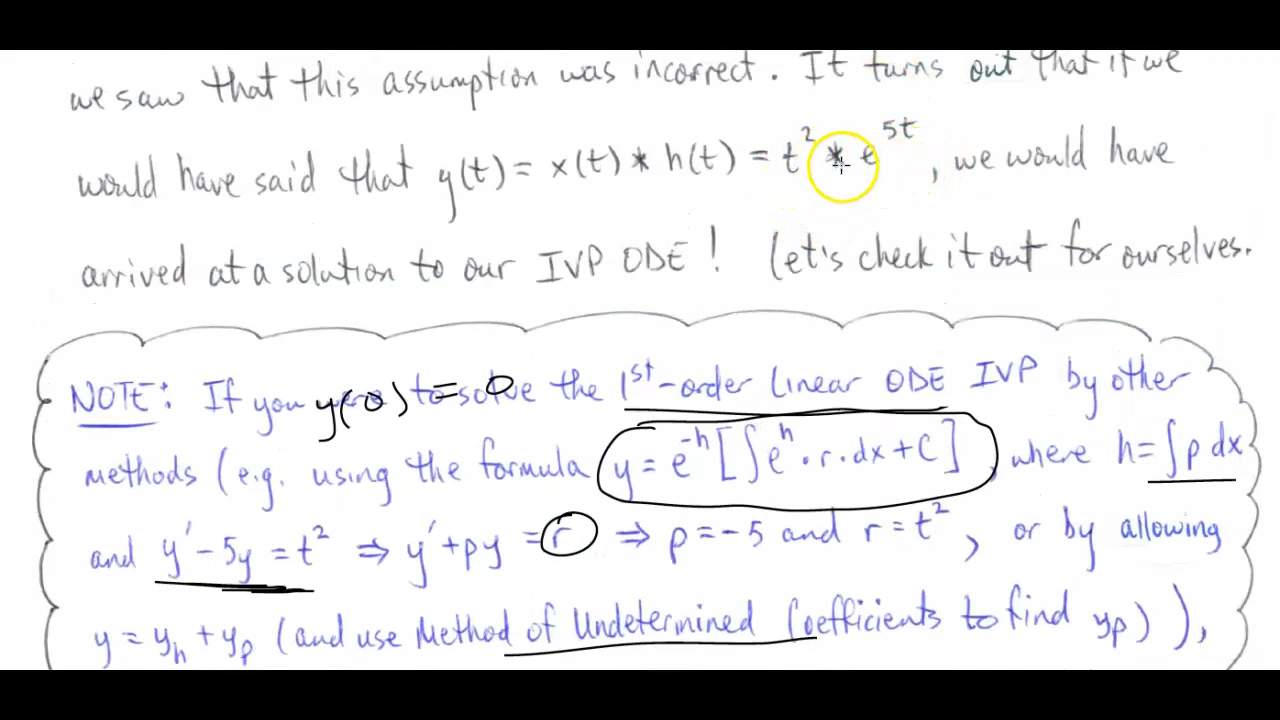 we saw that this assumption was incorrect. It turns out that if we
would have said that y(t) = x(t) * h(t) = t² * e^{5t}, we would have
arrived at a solution to our IVP ODE! Let's check it out for ourselves.
NOTE: If you y(0) = 0 to solve the 1st-order linear ODE IVP by other
methods (e.g. using the formula y = e^{-h} [∫e^{h} · r · dx + C], where h = ∫p dx
and y' - 5y = t² ⇒ y' + py = r ⇒ p = -5 and r = t², or by allowing
y = y_h + y_p (and use Method of Undetermined Coefficients to find y_p)),